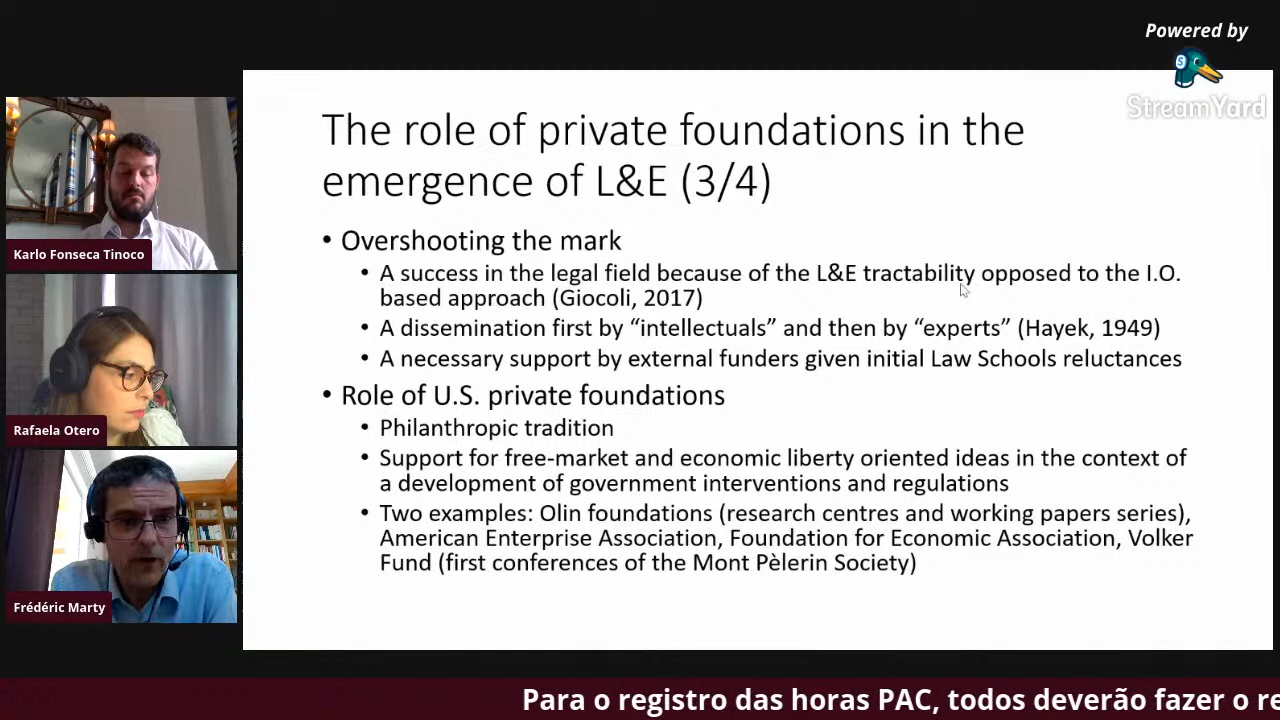 Powered by
StreamYard
The role of private foundations in the
emergence of L&E (3/4)
• Overshooting the mark
• A success in the legal field because of the L&E tractability opposed to the I.O.
based approach (Giocoli, 2017)
• A dissemination first by “intellectuals” and then by “experts” (Hayek, 1949)
• A necessary support by external funders given initial Law Schools reluctances
• Role of U.S. private foundations
• Philanthropic tradition
• Support for free-market and economic liberty oriented ideas in the context of
a development of government interventions and regulations
• Two examples: Olin foundations (research centres and working papers series),
American Enterprise Association, Foundation for Economic Association, Volker
Fund (first conferences of the Mont Pèlerin Society)
Karlo Fonseca Tinoco
Rafaela Otero
Frédéric Marty
Para o registro das horas PAC, todos deverão fazer o re